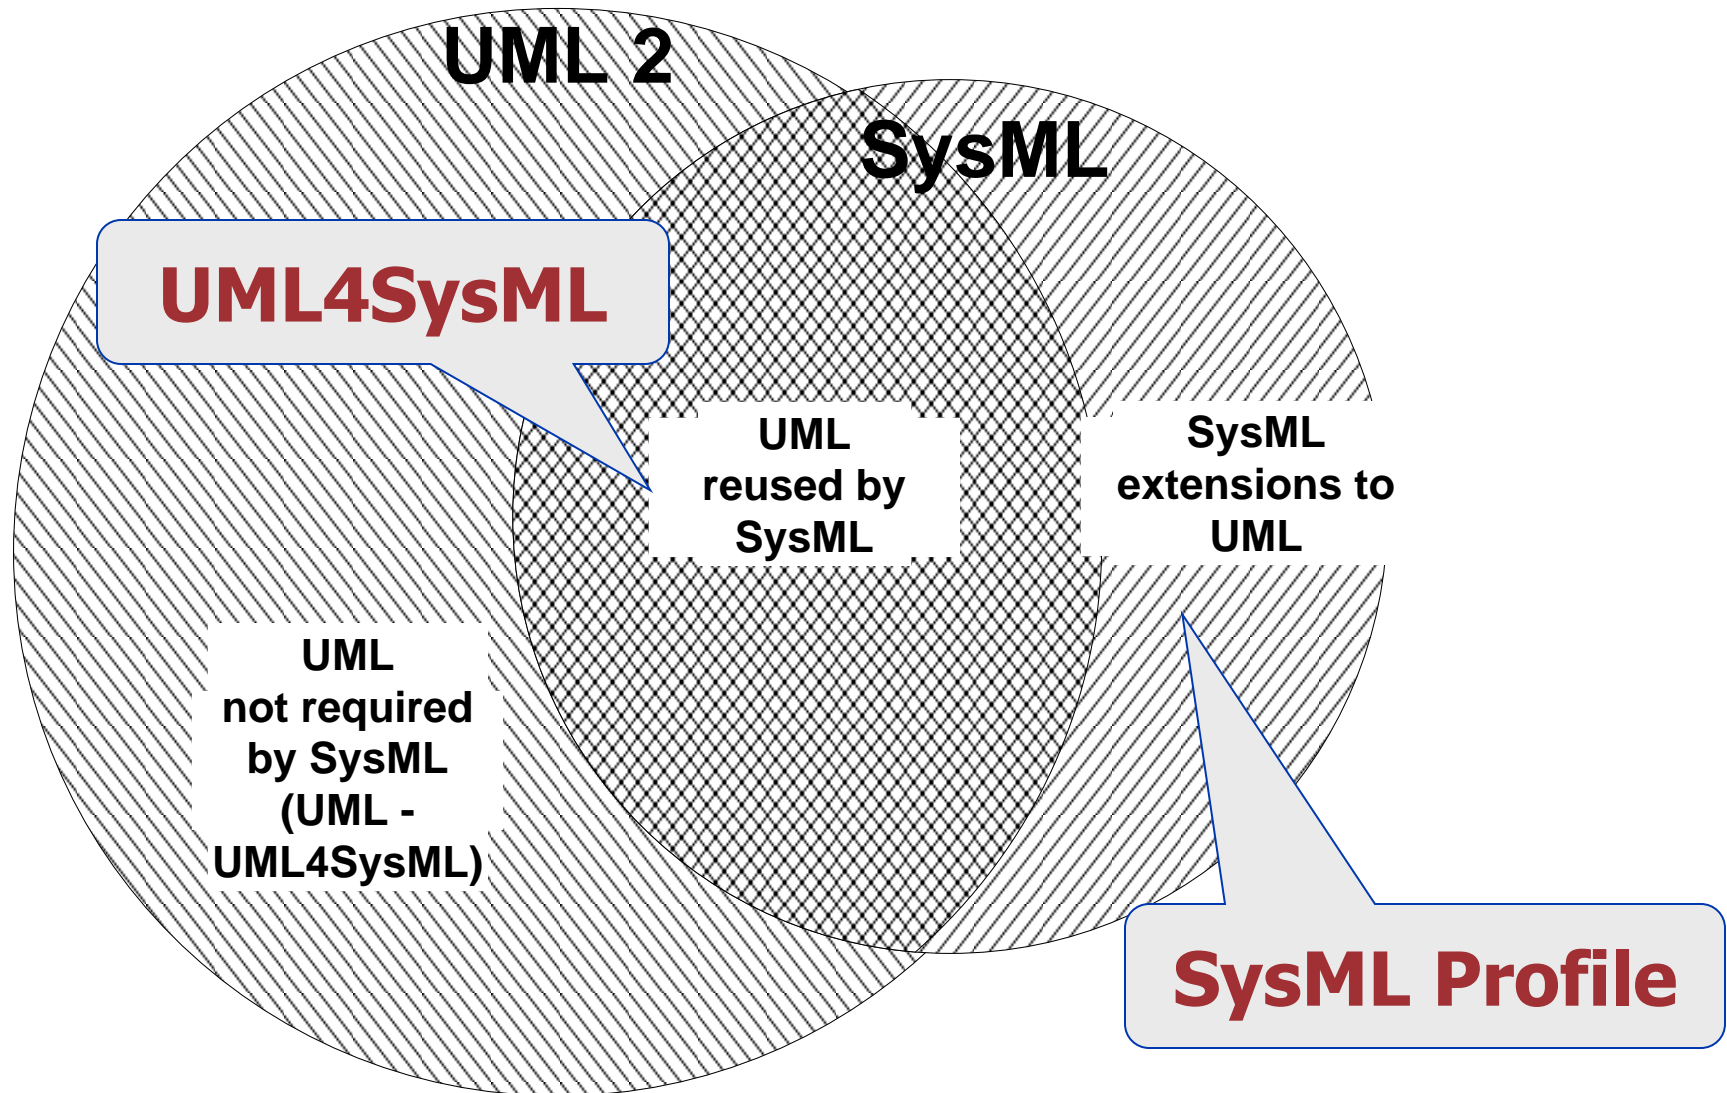 UML 2
SysML
UML4SysML
UML
reused by
SysML
SysML
extensions to
UML
UML
not required
by SysML
(UML -
UML4SysML)
SysML Profile